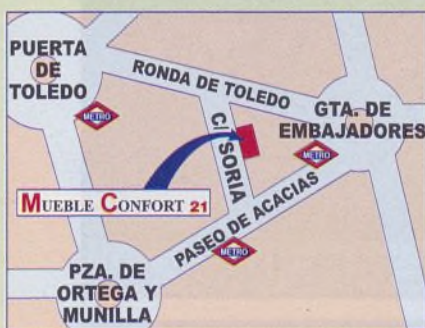 PUERTA
DE
TOLEDO
RONDA DE TOLEDO
METRO
GTA. DE
EMBAJADORES
C/ SORIA
METRO
MUEBLE CONFORT 21
PASEO DE ACACIAS
METRO
PZA. DE
ORTEGA Y
MUNILLA